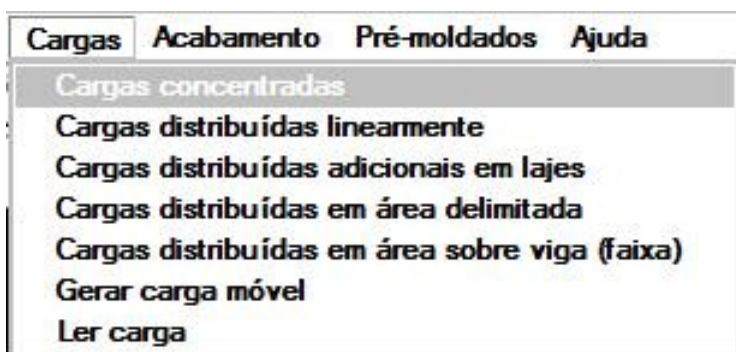 Cargas Acabamento Pré-moldados Ajuda
Cargas concentradas
Cargas distribuídas linearmente
Cargas distribuídas adicionais em lajes
Cargas distribuídas em área delimitada
Cargas distribuídas em área sobre viga (faixa)
Gerar carga móvel
Ler carga